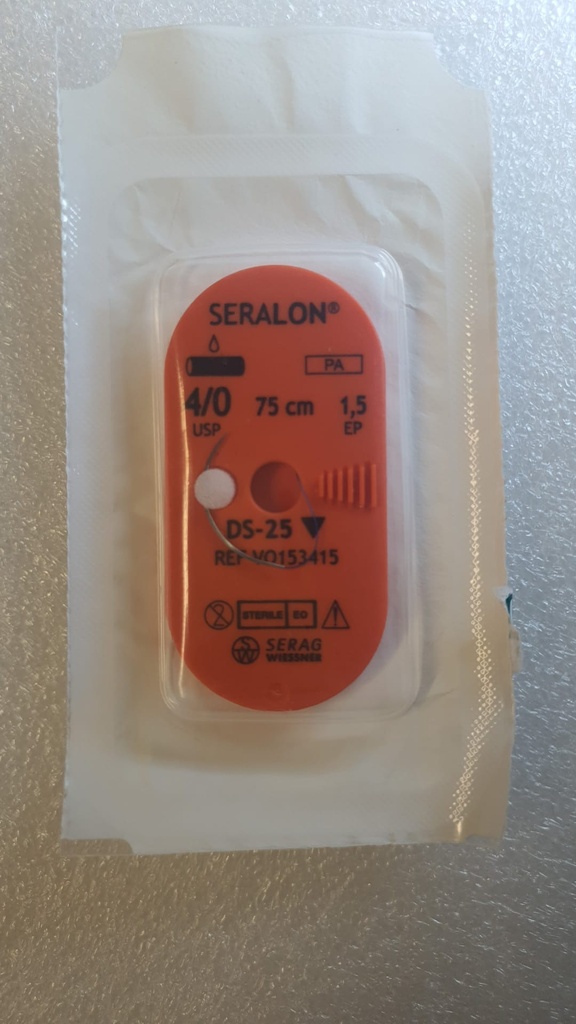 SERALON®
PA
4/0 75 cm 1,5
USP EP
DS-25
REF VO153415
STERILE EO
SERAG
WIESSNER